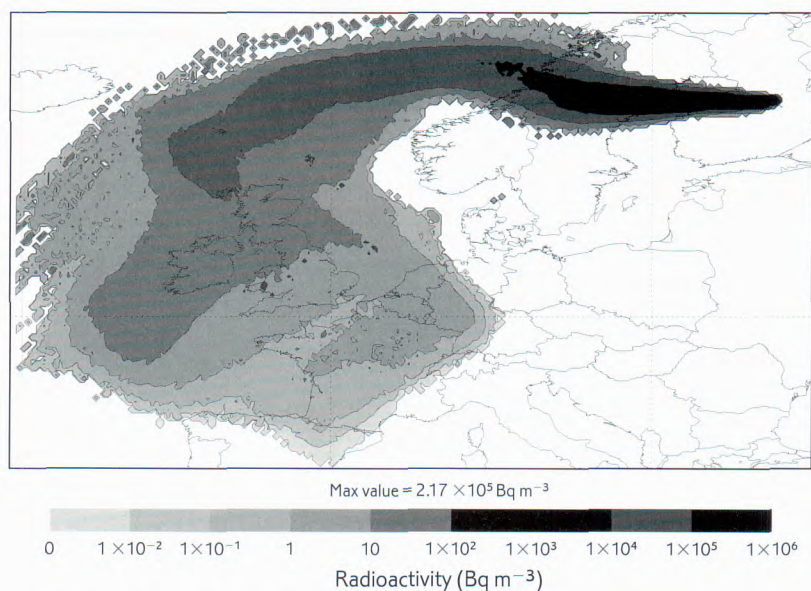 Max value = 2.17 ×10⁵ Bq m⁻³
0 1×10⁻² 1×10⁻¹ 1 10 1×10² 1×10³ 1×10⁴ 1×10⁵ 1×10⁶
Radioactivity (Bq m⁻³)